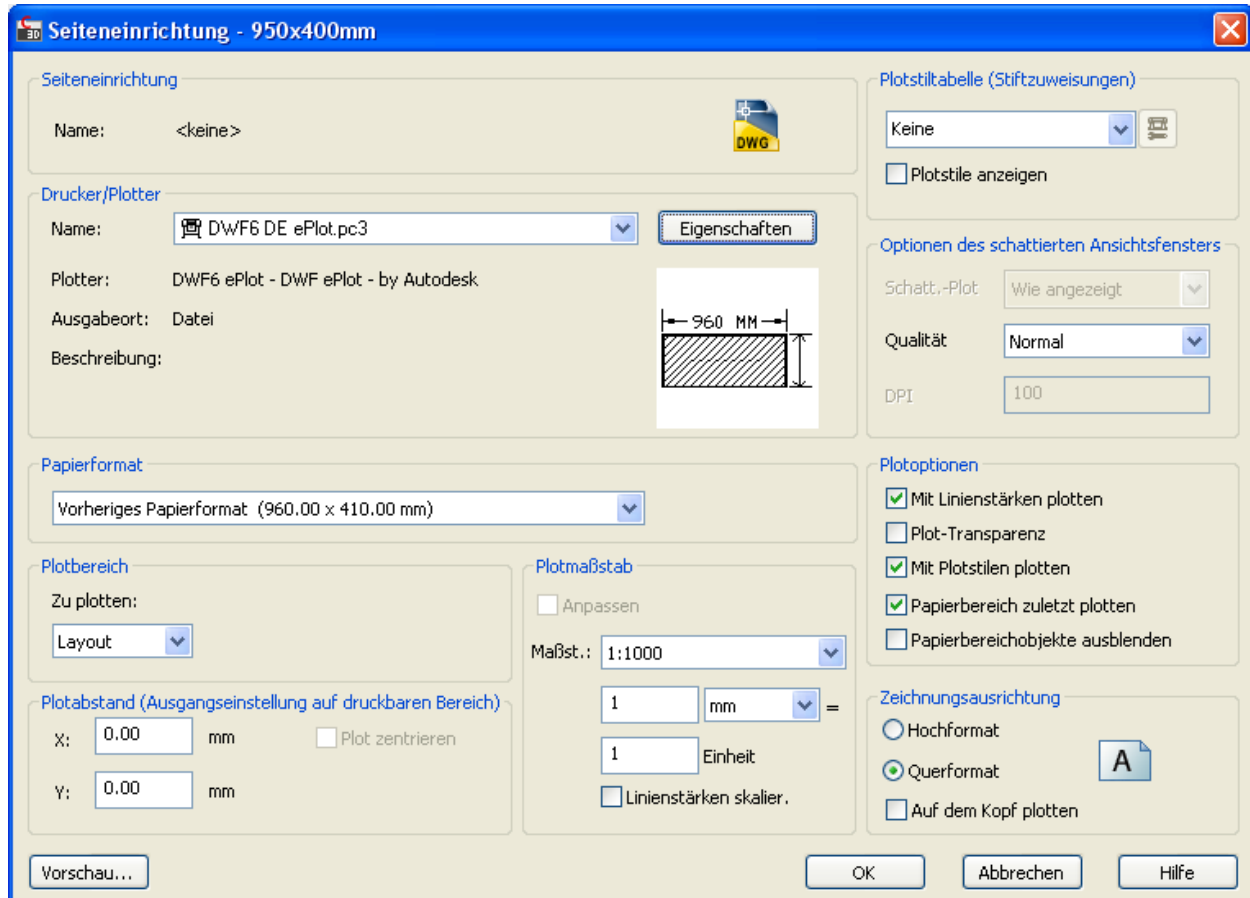 Seiteneinrichtung - 950x400mm
Seiteneinrichtung
Name: <keine>
DWG
Drucker/Plotter
Name: DWF6 DE ePlot.pc3 Eigenschaften
Plotter: DWF6 ePlot - DWF ePlot - by Autodesk
Ausgabeort: Datei
Beschreibung:
960 MM
Papierformat
Vorheriges Papierformat (960.00 x 410.00 mm)
Plotbereich
Zu plotten:
Layout
Plotabstand (Ausgangseinstellung auf druckbaren Bereich)
X: 0.00 mm Plot zentrieren
Y: 0.00 mm
Plotmaßstab
Anpassen
Maßst.: 1:1000
1 mm =
1 Einheit
Linienstärken skalier.
Plotstiltabelle (Stiftzuweisungen)
Keine
Plotstile anzeigen
Optionen des schattierten Ansichtsfensters
Schatt.-Plot Wie angezeigt
Qualität Normal
DPI 100
Plotoptionen
Mit Linienstärken plotten
Plot-Transparenz
Mit Plotstilen plotten
Papierbereich zuletzt plotten
Papierbereichobjekte ausblenden
Zeichnungsausrichtung
Hochformat
Querformat
A
Auf dem Kopf plotten
Vorschau... OK Abbrechen Hilfe